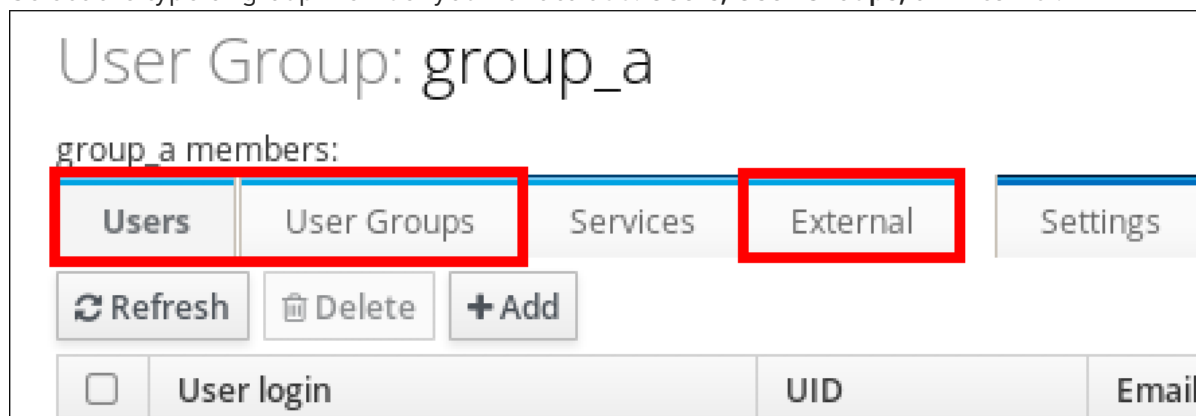 User Group: group_a
group_a members:
Users User Groups Services External Settings
Refresh Delete Add
User login UID Email